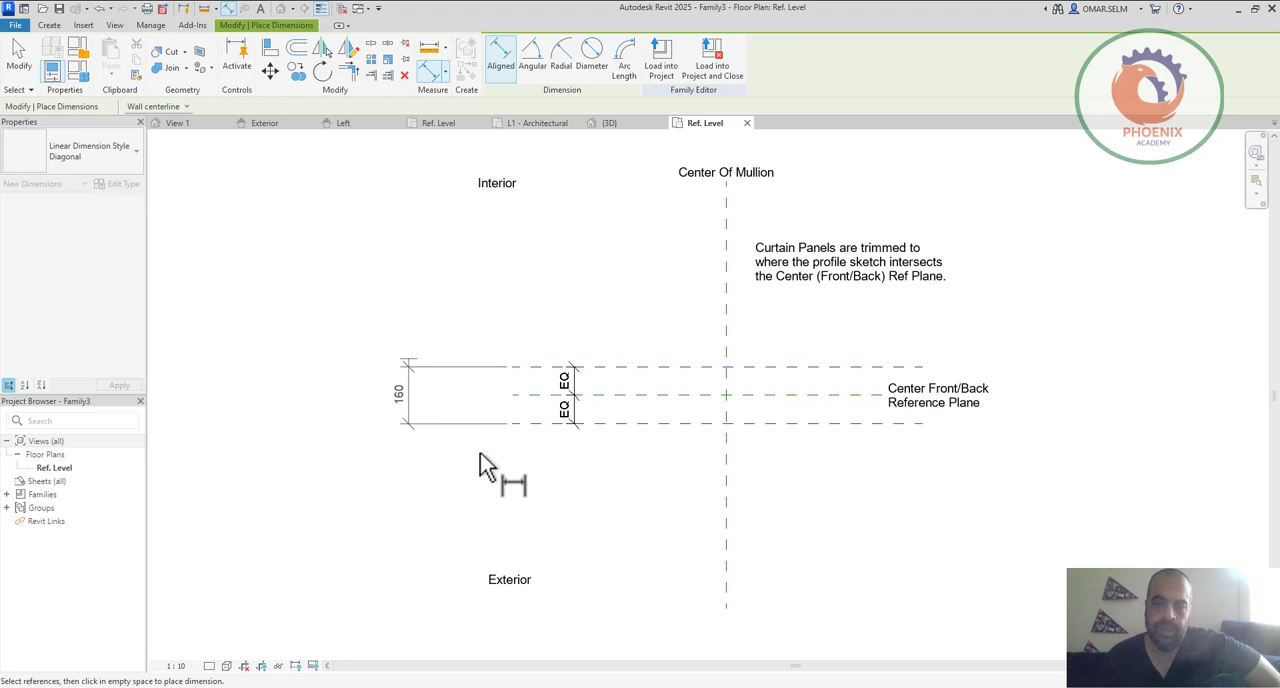 Autodesk Revit 2025 - Family3 - Floor Plan: Ref. Level
OMAR.SELM
File Create Insert Annotate View Manage Add-Ins Modify | Place Dimensions
Modify
Cut
Join
Paste
Activate
Aligned Angular Radial Diameter Arc Length
Load into Project
Load into Project and Close
Select Properties Clipboard Geometry Controls Modify Measure Create Dimension Family Editor
Modify | Place Dimensions Wall centerline
Properties
View 1 Exterior Left Ref. Level L1 - Architectural {3D} Ref. Level
Linear Dimension Style
Diagonal
New Dimensions Edit Type
Apply
Project Browser - Family3
Search
Views (all)
Floor Plans
Ref. Level
Sheets (all)
Families
Groups
Revit Links
Interior
Center Of Mullion
Curtain Panels are trimmed to
where the profile sketch intersects
the Center (Front/Back) Ref Plane.
160
EQ
EQ
Center Front/Back
Reference Plane
Exterior
PHOENIX
ACADEMY
1 : 10
Select references, then click in empty space to place dimension.